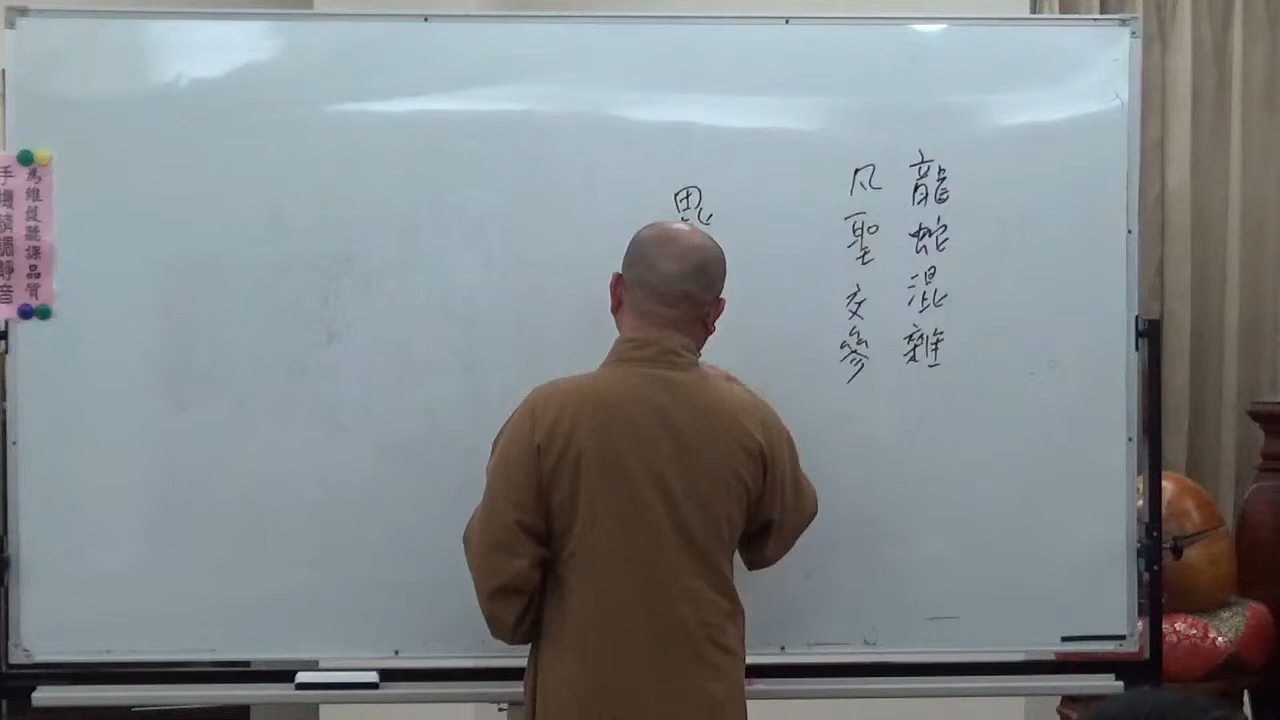 龍蛇混雜
凡聖交參
為維護聽課品質
手機請調靜音